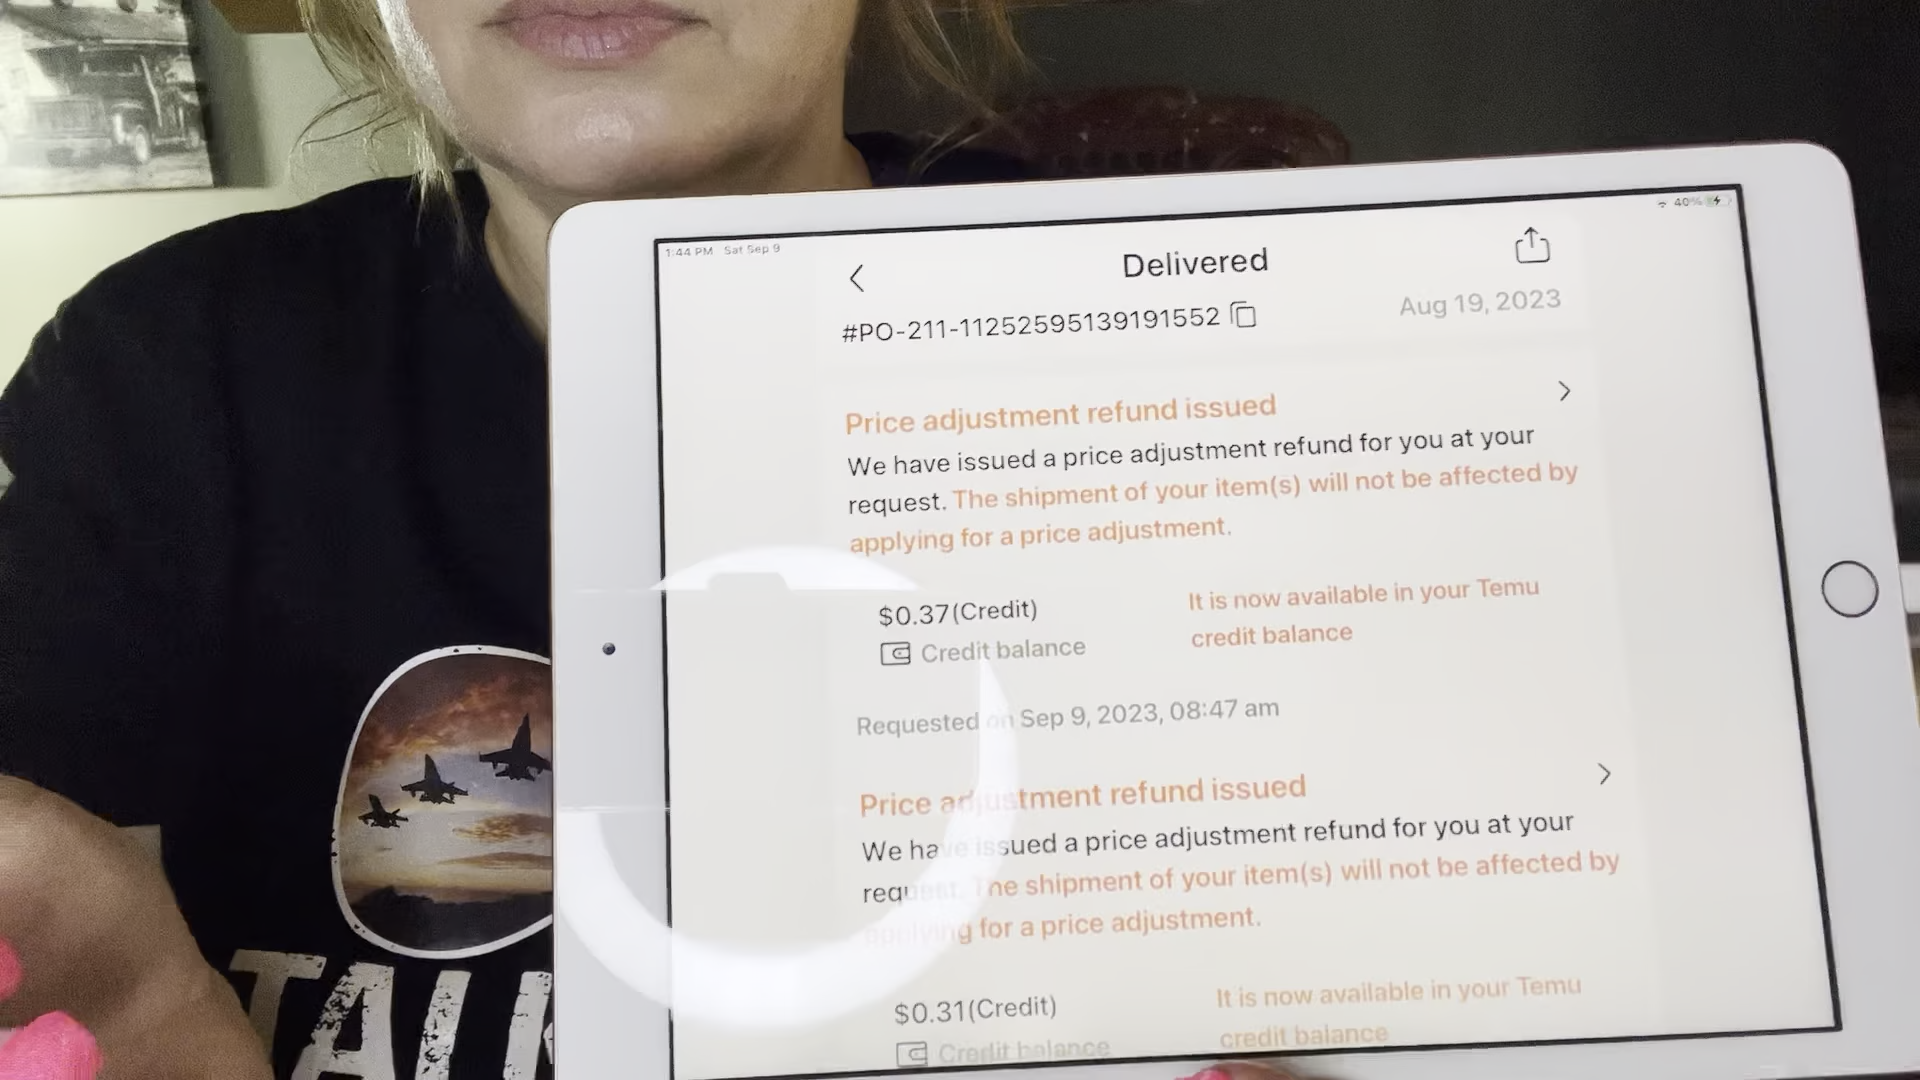 1:44 PM Sat Sep 9
40%
Delivered
#PO-211-11252595139191552
Aug 19, 2023
Price adjustment refund issued
We have issued a price adjustment refund for you at your
request. The shipment of your item(s) will not be affected by
applying for a price adjustment.
$0.37(Credit)
Credit balance
It is now available in your Temu
credit balance
Requested on Sep 9, 2023, 08:47 am
Price adjustment refund issued
We have issued a price adjustment refund for you at your
request. The shipment of your item(s) will not be affected by
applying for a price adjustment.
$0.31(Credit)
Credit balance
It is now available in your Temu
credit balance